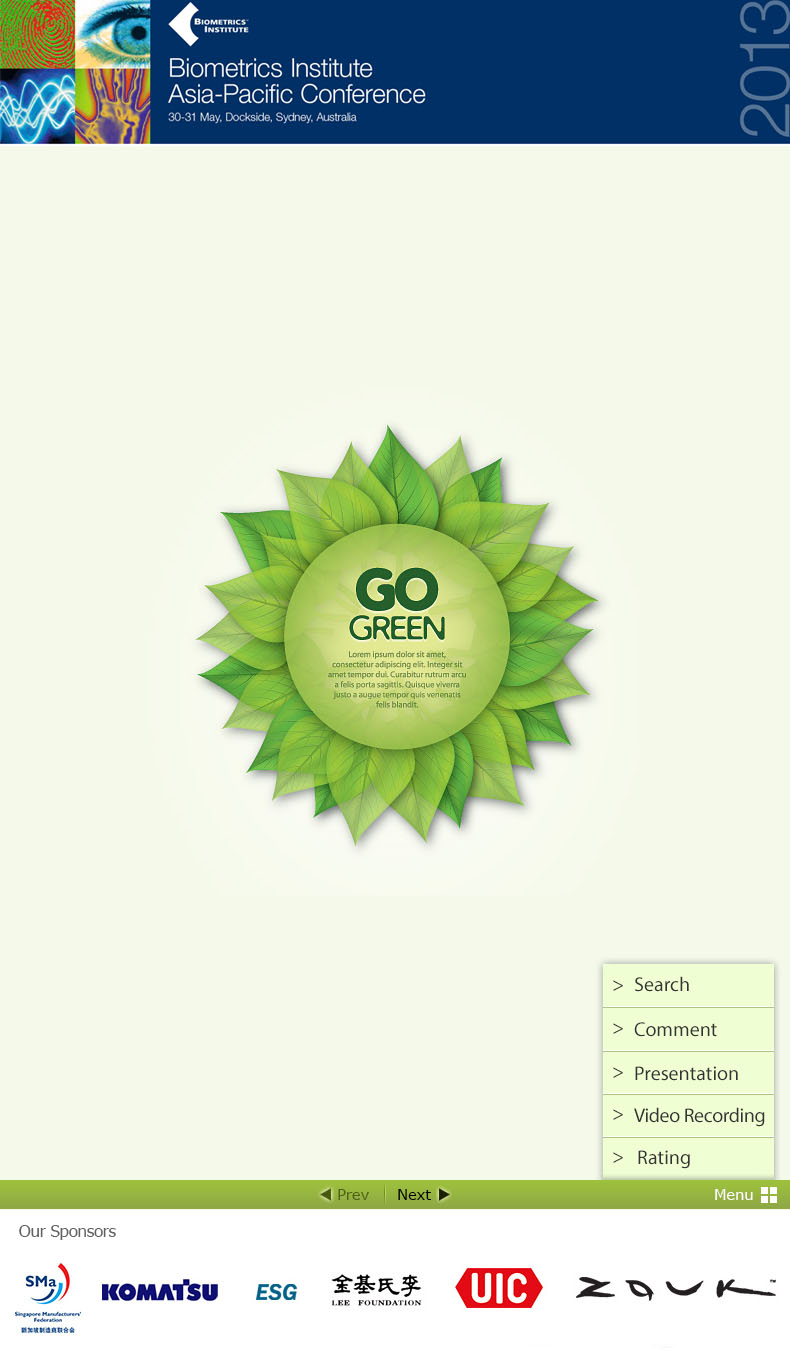 BIOMETRICS
INSTITUTE
Biometrics Institute
Asia-Pacific Conference
30-31 May, Dockside, Sydney, Australia
2013
GO
GREEN
Lorem ipsum dolor sit amet,
consectetur adipiscing elit. Integer sit
amet tempor dui. Curabitur rutrum arcu
a felis porta sagittis. Quisque viverra
justo a augue tempor quis venenatis
felis blandit.
> Search
> Comment
> Presentation
> Video Recording
> Rating
Prev Next Menu
Our Sponsors
SMa
Singapore Manufacturers'
Federation
新加坡制造商联合会
KOMATSU
ESG
金基氏李
LEE FOUNDATION
UIC
ZOUK™